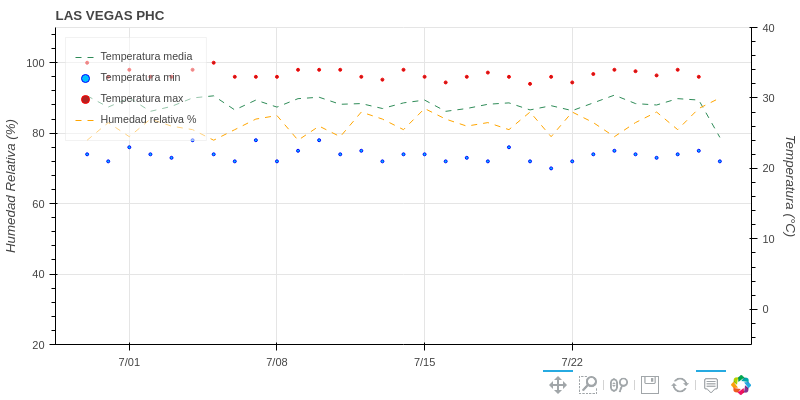 LAS VEGAS PHC
Temperatura media
Temperatura min
Temperatura max
Humedad relativa %
Humedad Relativa (%)
100
80
60
40
20
Temperatura (°C)
40
30
20
10
0
7/01
7/08
7/15
7/22